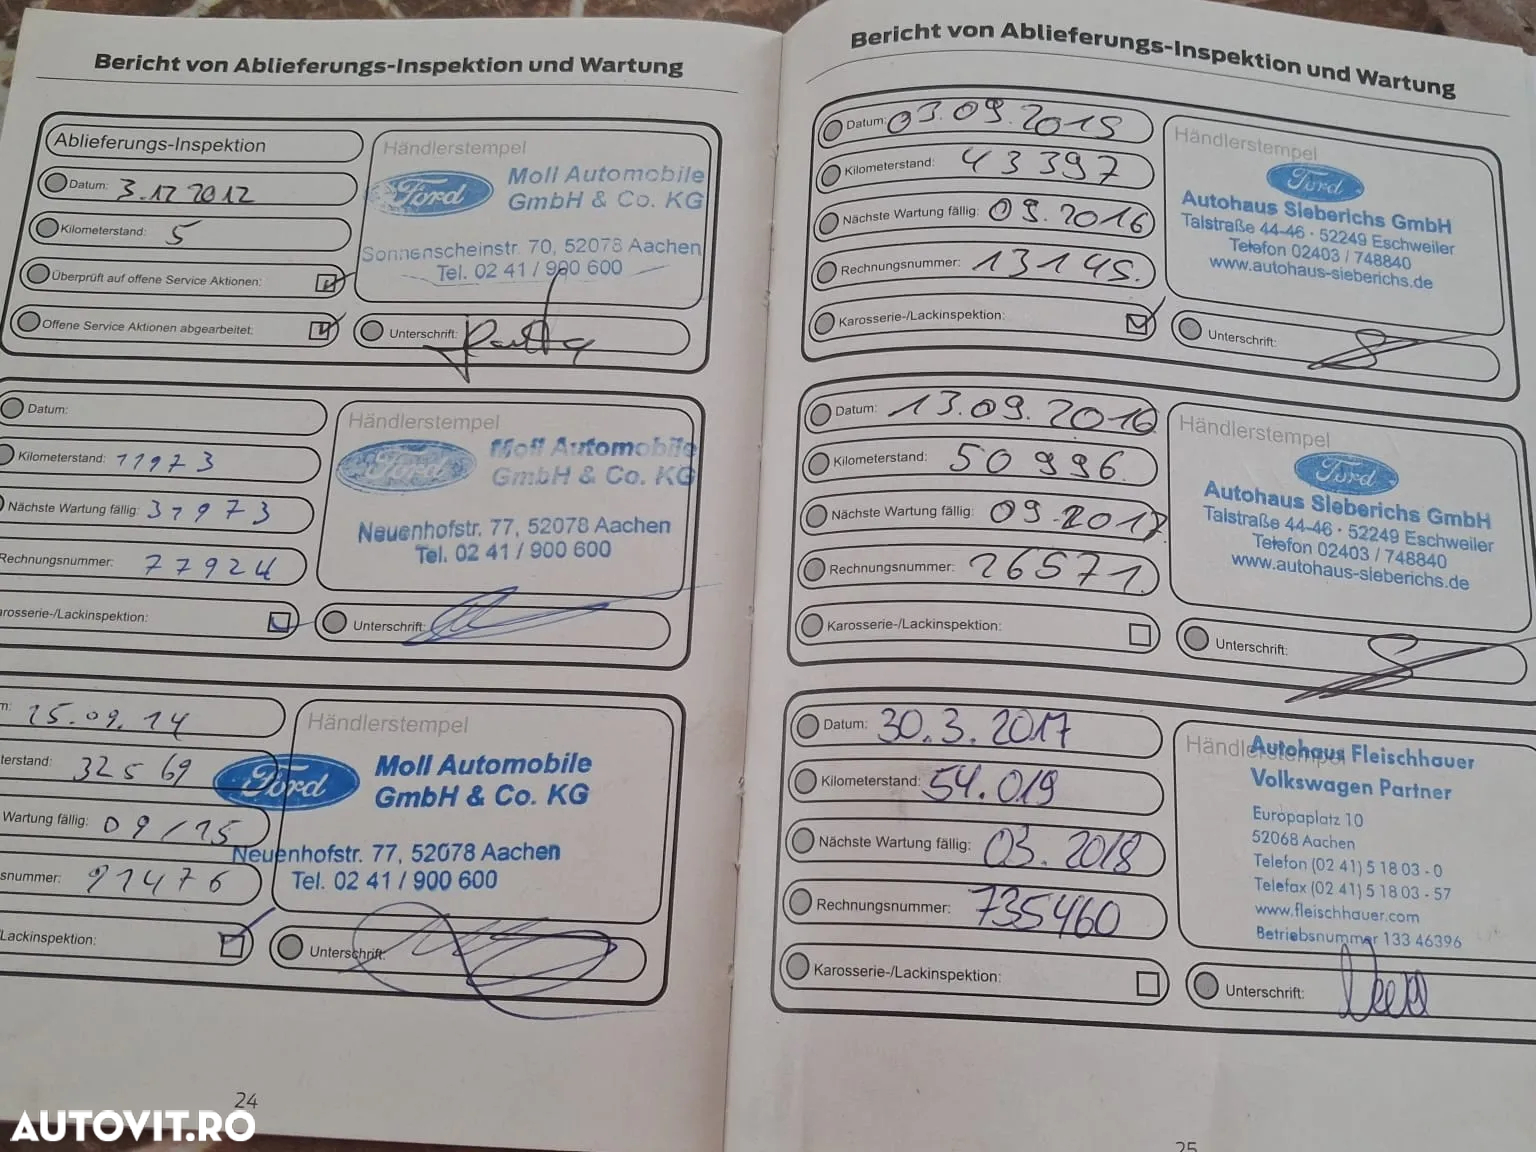 Bericht von Ablieferungs-Inspektion und Wartung
Ablieferungs-Inspektion
Datum: 3.12 2012
Kilometerstand: 5
Überprüft auf offene Service Aktionen:
Offene Service Aktionen abgearbeitet:
Händlerstempel
Ford
Moll Automobile
GmbH & Co. KG
Sonnenscheinstr. 70, 52078 Aachen
Tel. 02 41 / 900 600
Unterschrift:
Datum:
Kilometerstand: 11973
Nächste Wartung fällig: 31973
Rechnungsnummer: 77924
arosserie-/Lackinspektion:
Händlerstempel
Ford
Moll Automobile
GmbH & Co. KG
Neuenhofstr. 77, 52078 Aachen
Tel. 02 41 / 900 600
Unterschrift:
m: 15.09.14
terstand: 32569
Wartung fällig: 09/15
snummer: 91476
Lackinspektion:
Händlerstempel
Ford
Moll Automobile
GmbH & Co. KG
Neuenhofstr. 77, 52078 Aachen
Tel. 02 41 / 900 600
Unterschrift:
24
Bericht von Ablieferungs-Inspektion und Wartung
Datum: 03.09.2015
Kilometerstand: 43397
Nächste Wartung fällig: 09.2016
Rechnungsnummer: 13145.
Karosserie-/Lackinspektion:
Händlerstempel
Ford
Autohaus Sieberichs GmbH
Talstraße 44-46 · 52249 Eschweiler
Telefon 02403 / 748840
www.autohaus-sieberichs.de
Unterschrift:
Datum: 13.09.2016
Kilometerstand: 50996.
Nächste Wartung fällig: 09.2017
Rechnungsnummer: 26571.
Karosserie-/Lackinspektion:
Händlerstempel
Ford
Autohaus Sieberichs GmbH
Talstraße 44-46 · 52249 Eschweiler
Telefon 02403 / 748840
www.autohaus-sieberichs.de
Unterschrift:
Datum: 30.3.2017
Kilometerstand: 54.019
Nächste Wartung fällig: 03.2018
Rechnungsnummer: 735460
Karosserie-/Lackinspektion:
Händlerstempel
Autohaus Fleischhauer
Volkswagen Partner
Europaplatz 10
52068 Aachen
Telefon (02 41) 5 18 03 - 0
Telefax (02 41) 5 18 03 - 57
www.fleischhauer.com
Betriebsnummer 133 46396
Unterschrift:
25
AUTOVIT.RO